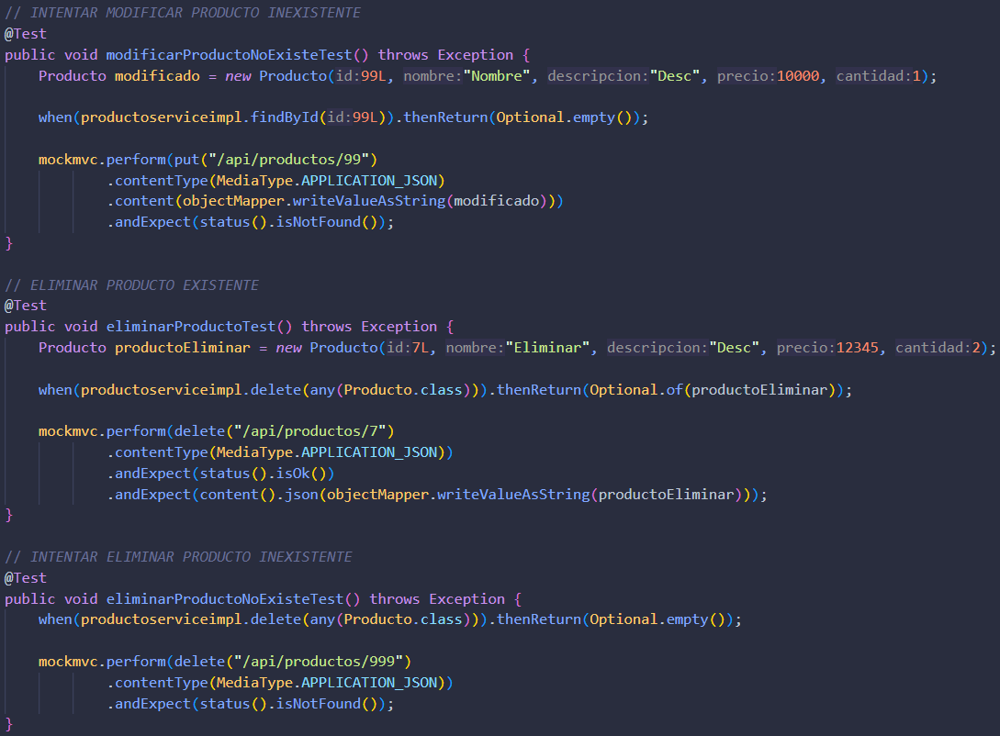 // INTENTAR MODIFICAR PRODUCTO INEXISTENTE
@Test
public void modificarProductoNoExisteTest() throws Exception {
    Producto modificado = new Producto(id:99L, nombre:"Nombre", descripcion:"Desc", precio:10000, cantidad:1);

    when(productoserviceimpl.findById(id:99L)).thenReturn(Optional.empty());

    mockmvc.perform(put("/api/productos/99")
            .contentType(MediaType.APPLICATION_JSON)
            .content(objectMapper.writeValueAsString(modificado)))
            .andExpect(status().isNotFound());
}

// ELIMINAR PRODUCTO EXISTENTE
@Test
public void eliminarProductoTest() throws Exception {
    Producto productoEliminar = new Producto(id:7L, nombre:"Eliminar", descripcion:"Desc", precio:12345, cantidad:2);

    when(productoserviceimpl.delete(any(Producto.class))).thenReturn(Optional.of(productoEliminar));

    mockmvc.perform(delete("/api/productos/7")
            .contentType(MediaType.APPLICATION_JSON))
            .andExpect(status().isOk())
            .andExpect(content().json(objectMapper.writeValueAsString(productoEliminar)));
}

// INTENTAR ELIMINAR PRODUCTO INEXISTENTE
@Test
public void eliminarProductoNoExisteTest() throws Exception {
    when(productoserviceimpl.delete(any(Producto.class))).thenReturn(Optional.empty());

    mockmvc.perform(delete("/api/productos/999")
            .contentType(MediaType.APPLICATION_JSON))
            .andExpect(status().isNotFound());
}